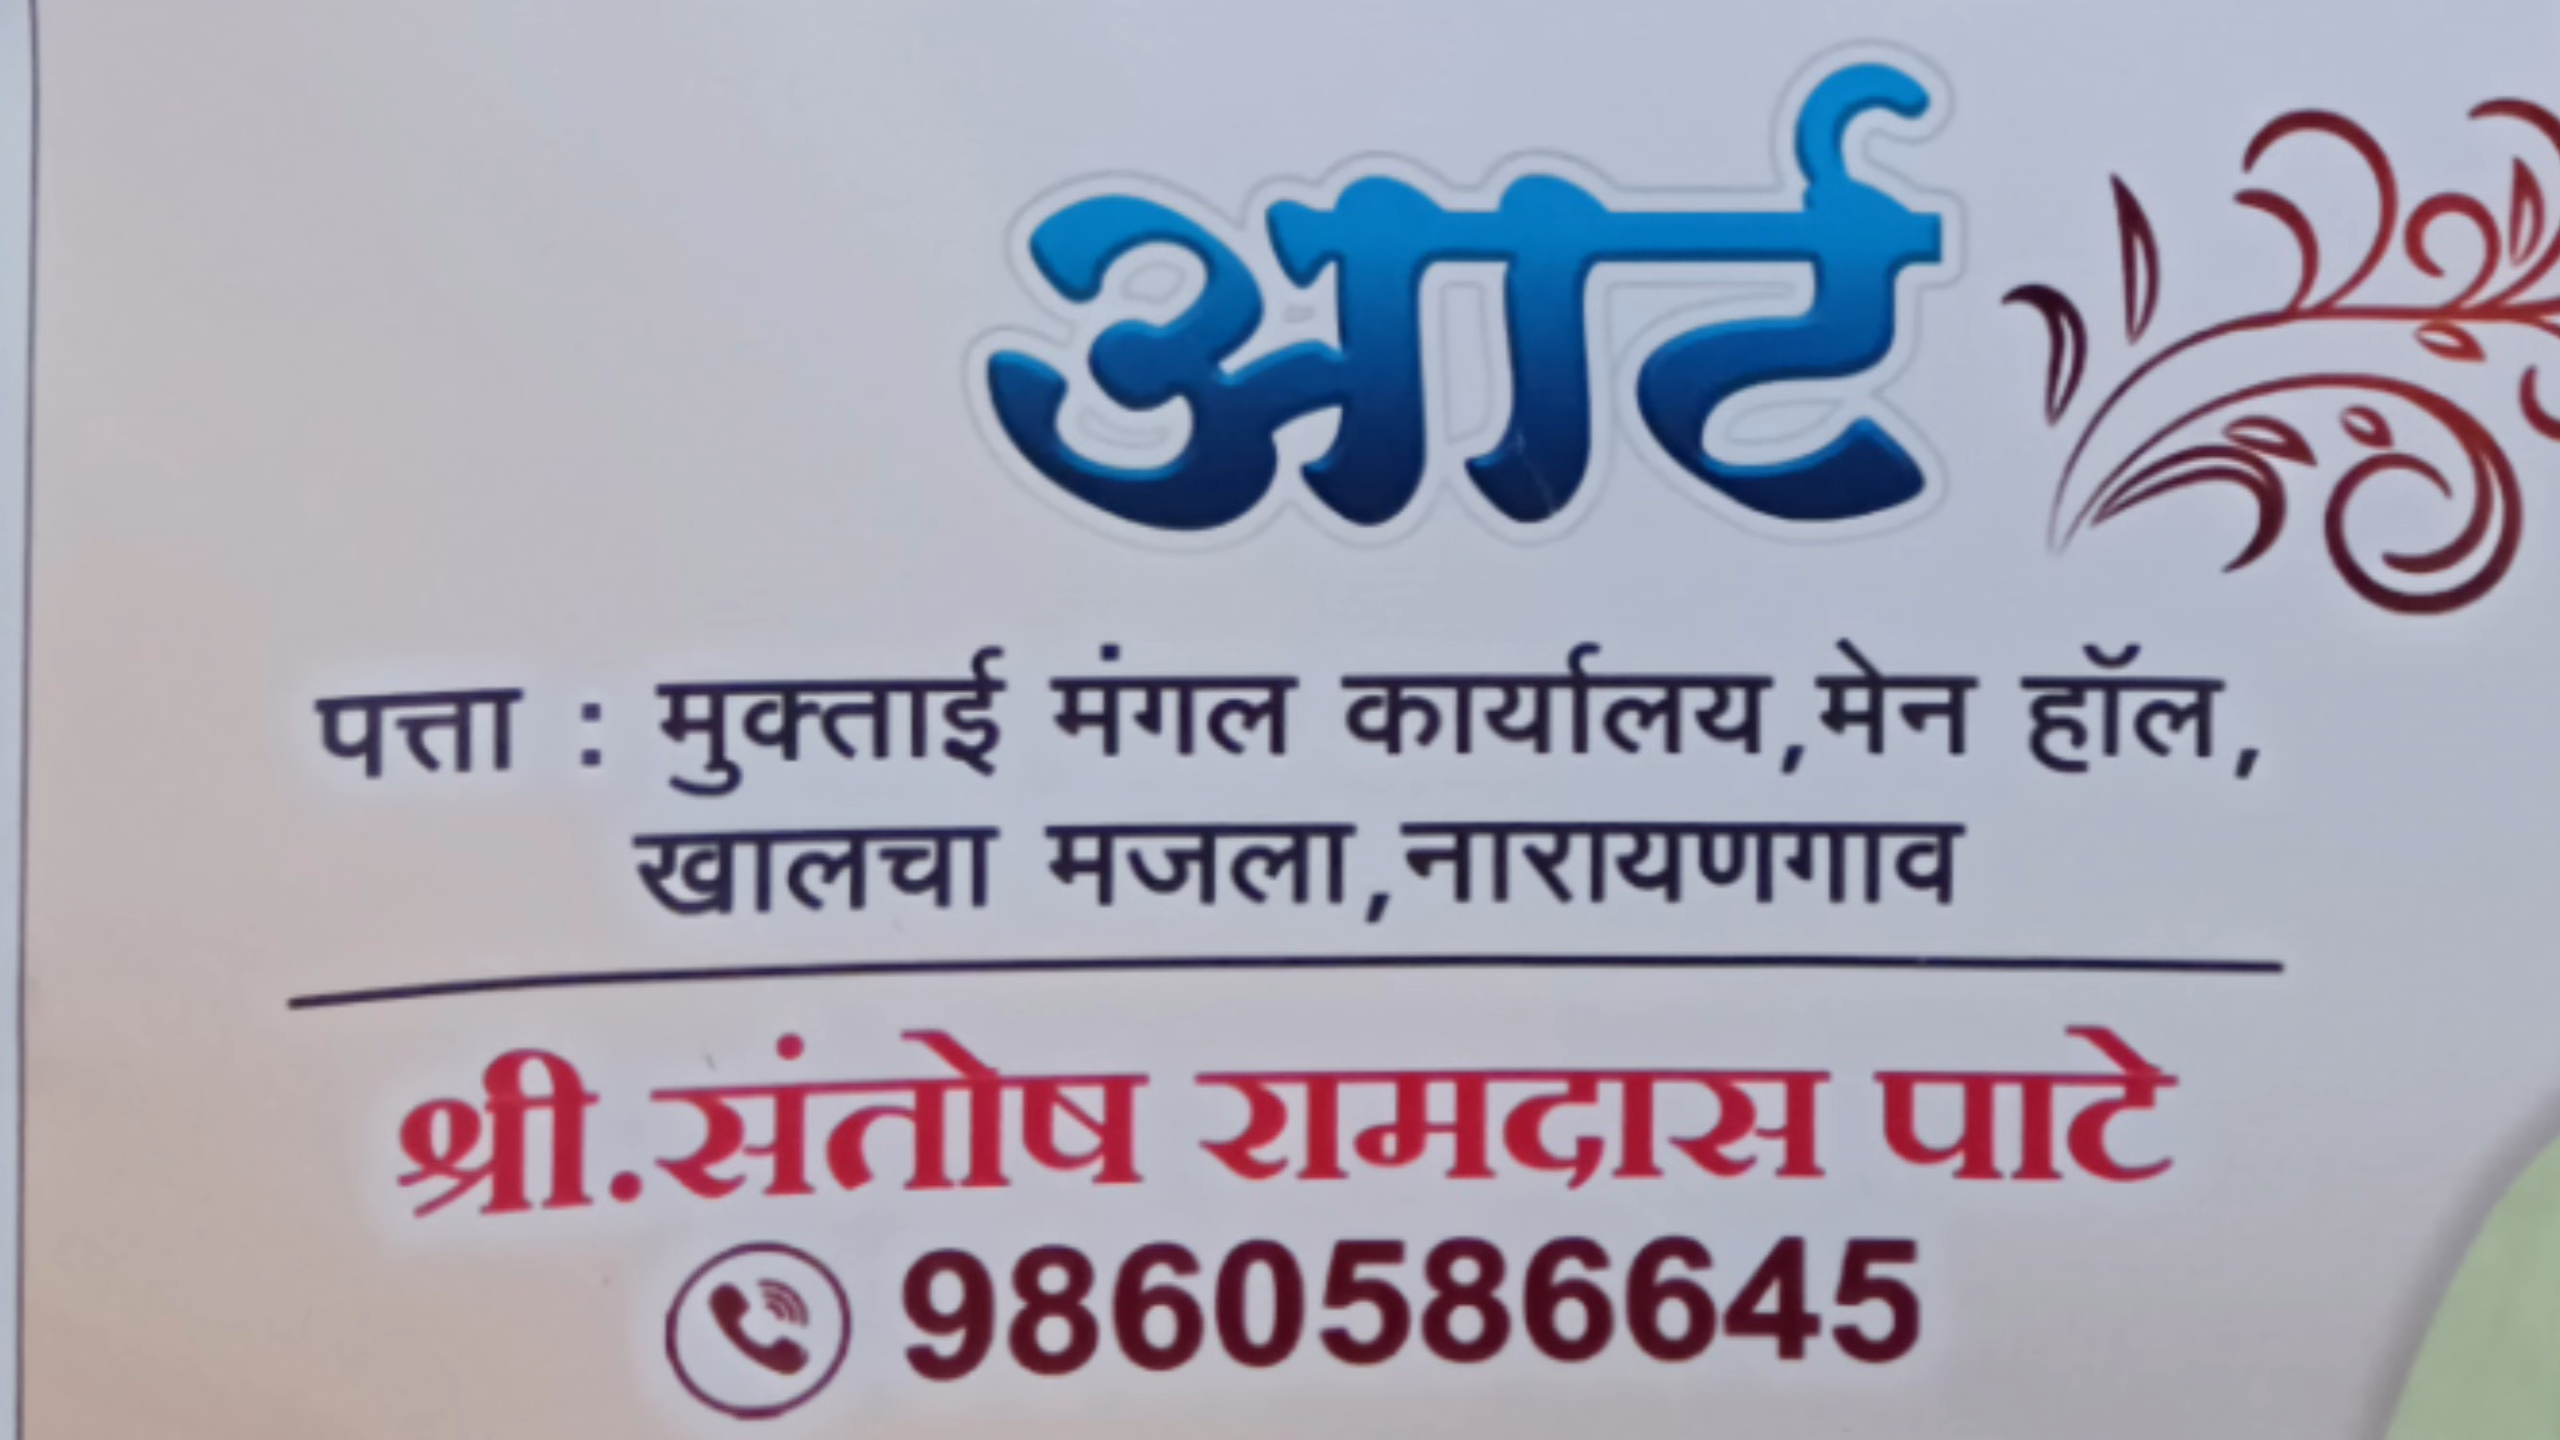 आर्ट
पत्ता : मुक्ताई मंगल कार्यालय,मेन हॉल,
खालचा मजला,नारायणगाव
श्री.संतोष रामदास पाटे
9860586645